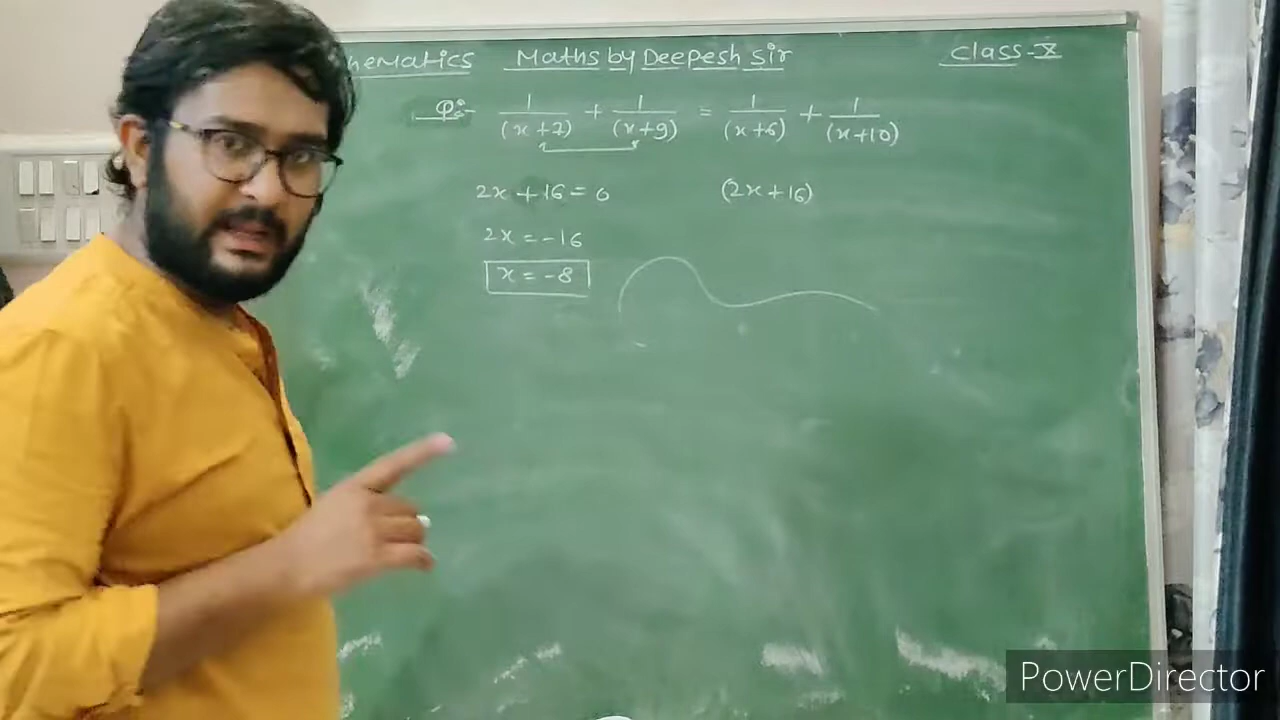 hematics Maths by Deepesh Sir Class-X
Q:- 1/(x+7) + 1/(x+9) = 1/(x+6) + 1/(x+10)
2x + 16 = 0 (2x + 16)
2x = -16
x = -8
PowerDirector